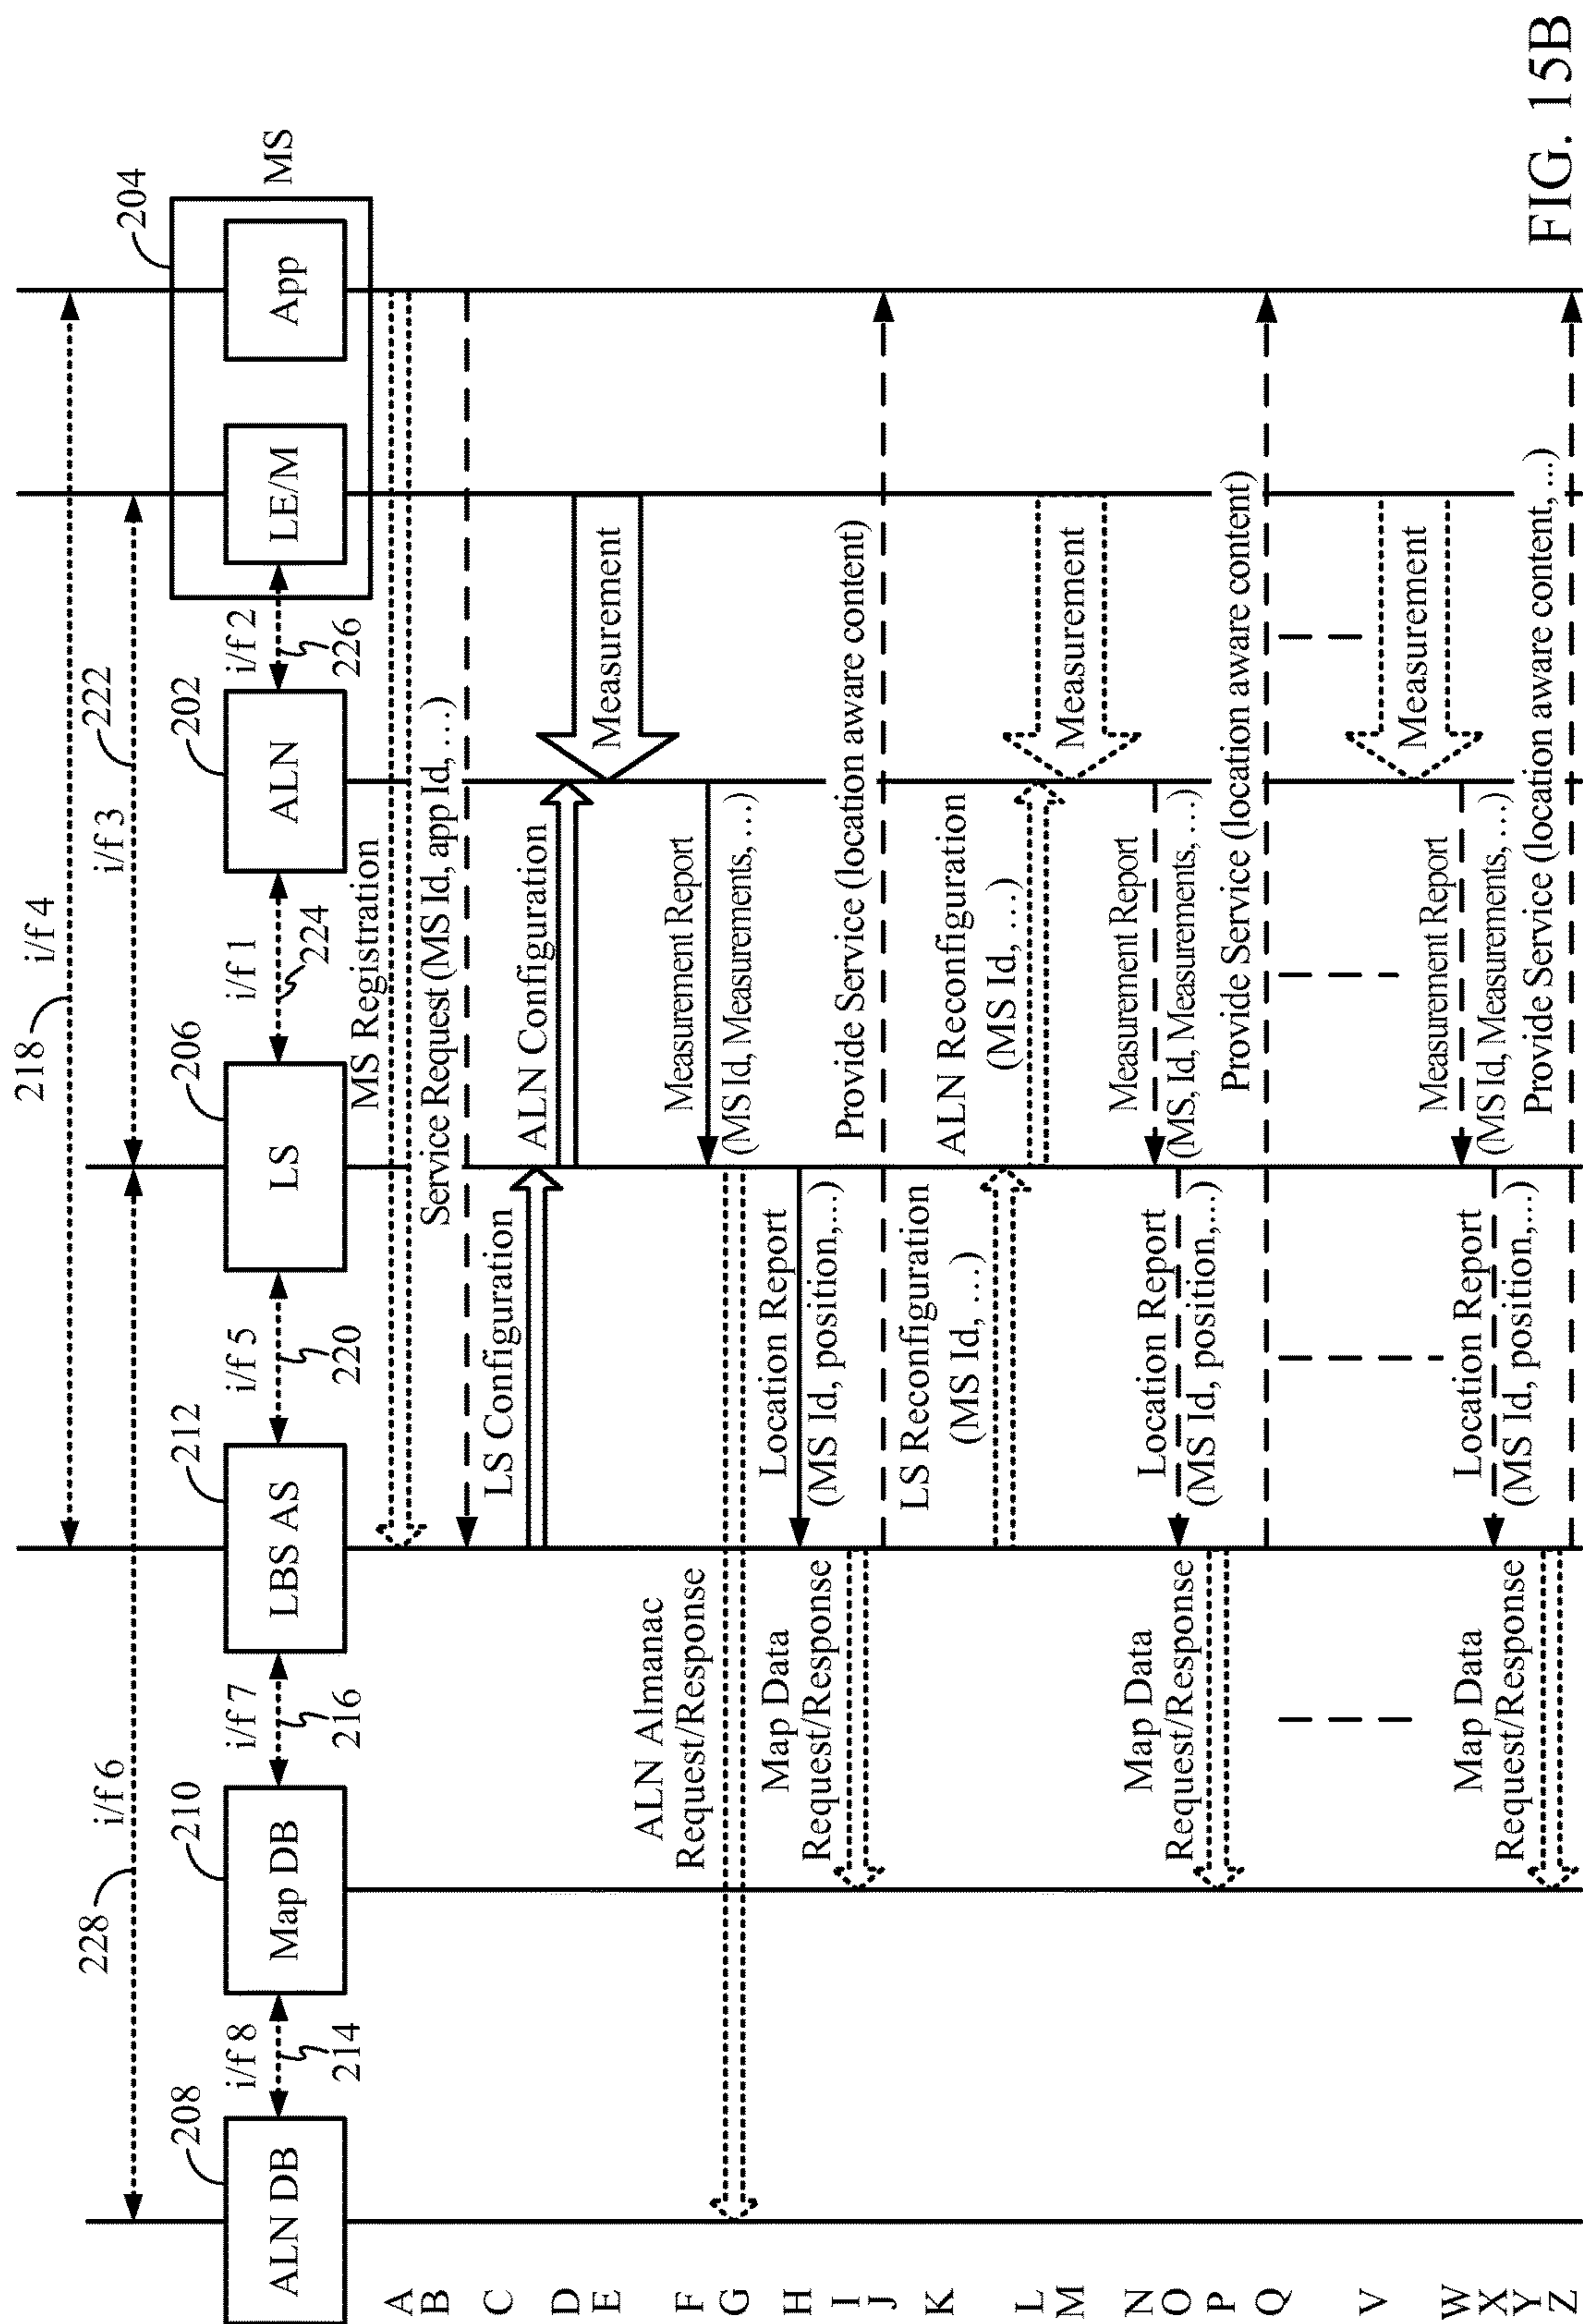 218
i/f 4
228
i/f 6
i/f 3
222
208
210
212
206
202
204
ALN DB
i/f 8
214
Map DB
i/f 7
216
LBS AS
i/f 5
220
LS
i/f 1
224
ALN
i/f 2
226
LE/M
App
MS
A
MS Registration
B
Service Request (MS Id, app Id, …)
C
LS Configuration
D
ALN Configuration
E
Measurement
F
Measurement Report
(MS Id, Measurements, …)
G
ALN Almanac
Request/Response
H
Location Report
(MS Id, position,…)
I
Map Data
Request/Response
J
Provide Service (location aware content)
K
LS Reconfiguration
(MS Id, …)
L
ALN Reconfiguration
(MS Id, …)
M
Measurement
N
Measurement Report
(MS, Id, Measurements, …)
O
Location Report
(MS Id, position,…)
P
Map Data
Request/Response
Q
Provide Service (location aware content)
V
Measurement
W
Measurement Report
(MS Id, Measurements, …)
X
Location Report
(MS Id, position,…)
Y
Map Data
Request/Response
Z
Provide Service (location aware content, …)
FIG. 15B